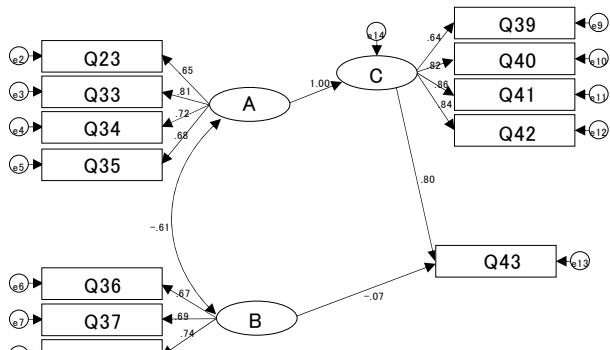 e14
Q39
e9
.64
e2
Q23
.65
C
.82
Q40
e10
e3
Q33
.81
1.00
.86
Q41
e11
A
e4
Q34
.72
.84
Q42
e12
e5
Q35
.68
.80
-.61
Q43
e13
e6
Q36
.67
-.07
e7
Q37
.69
B
.74